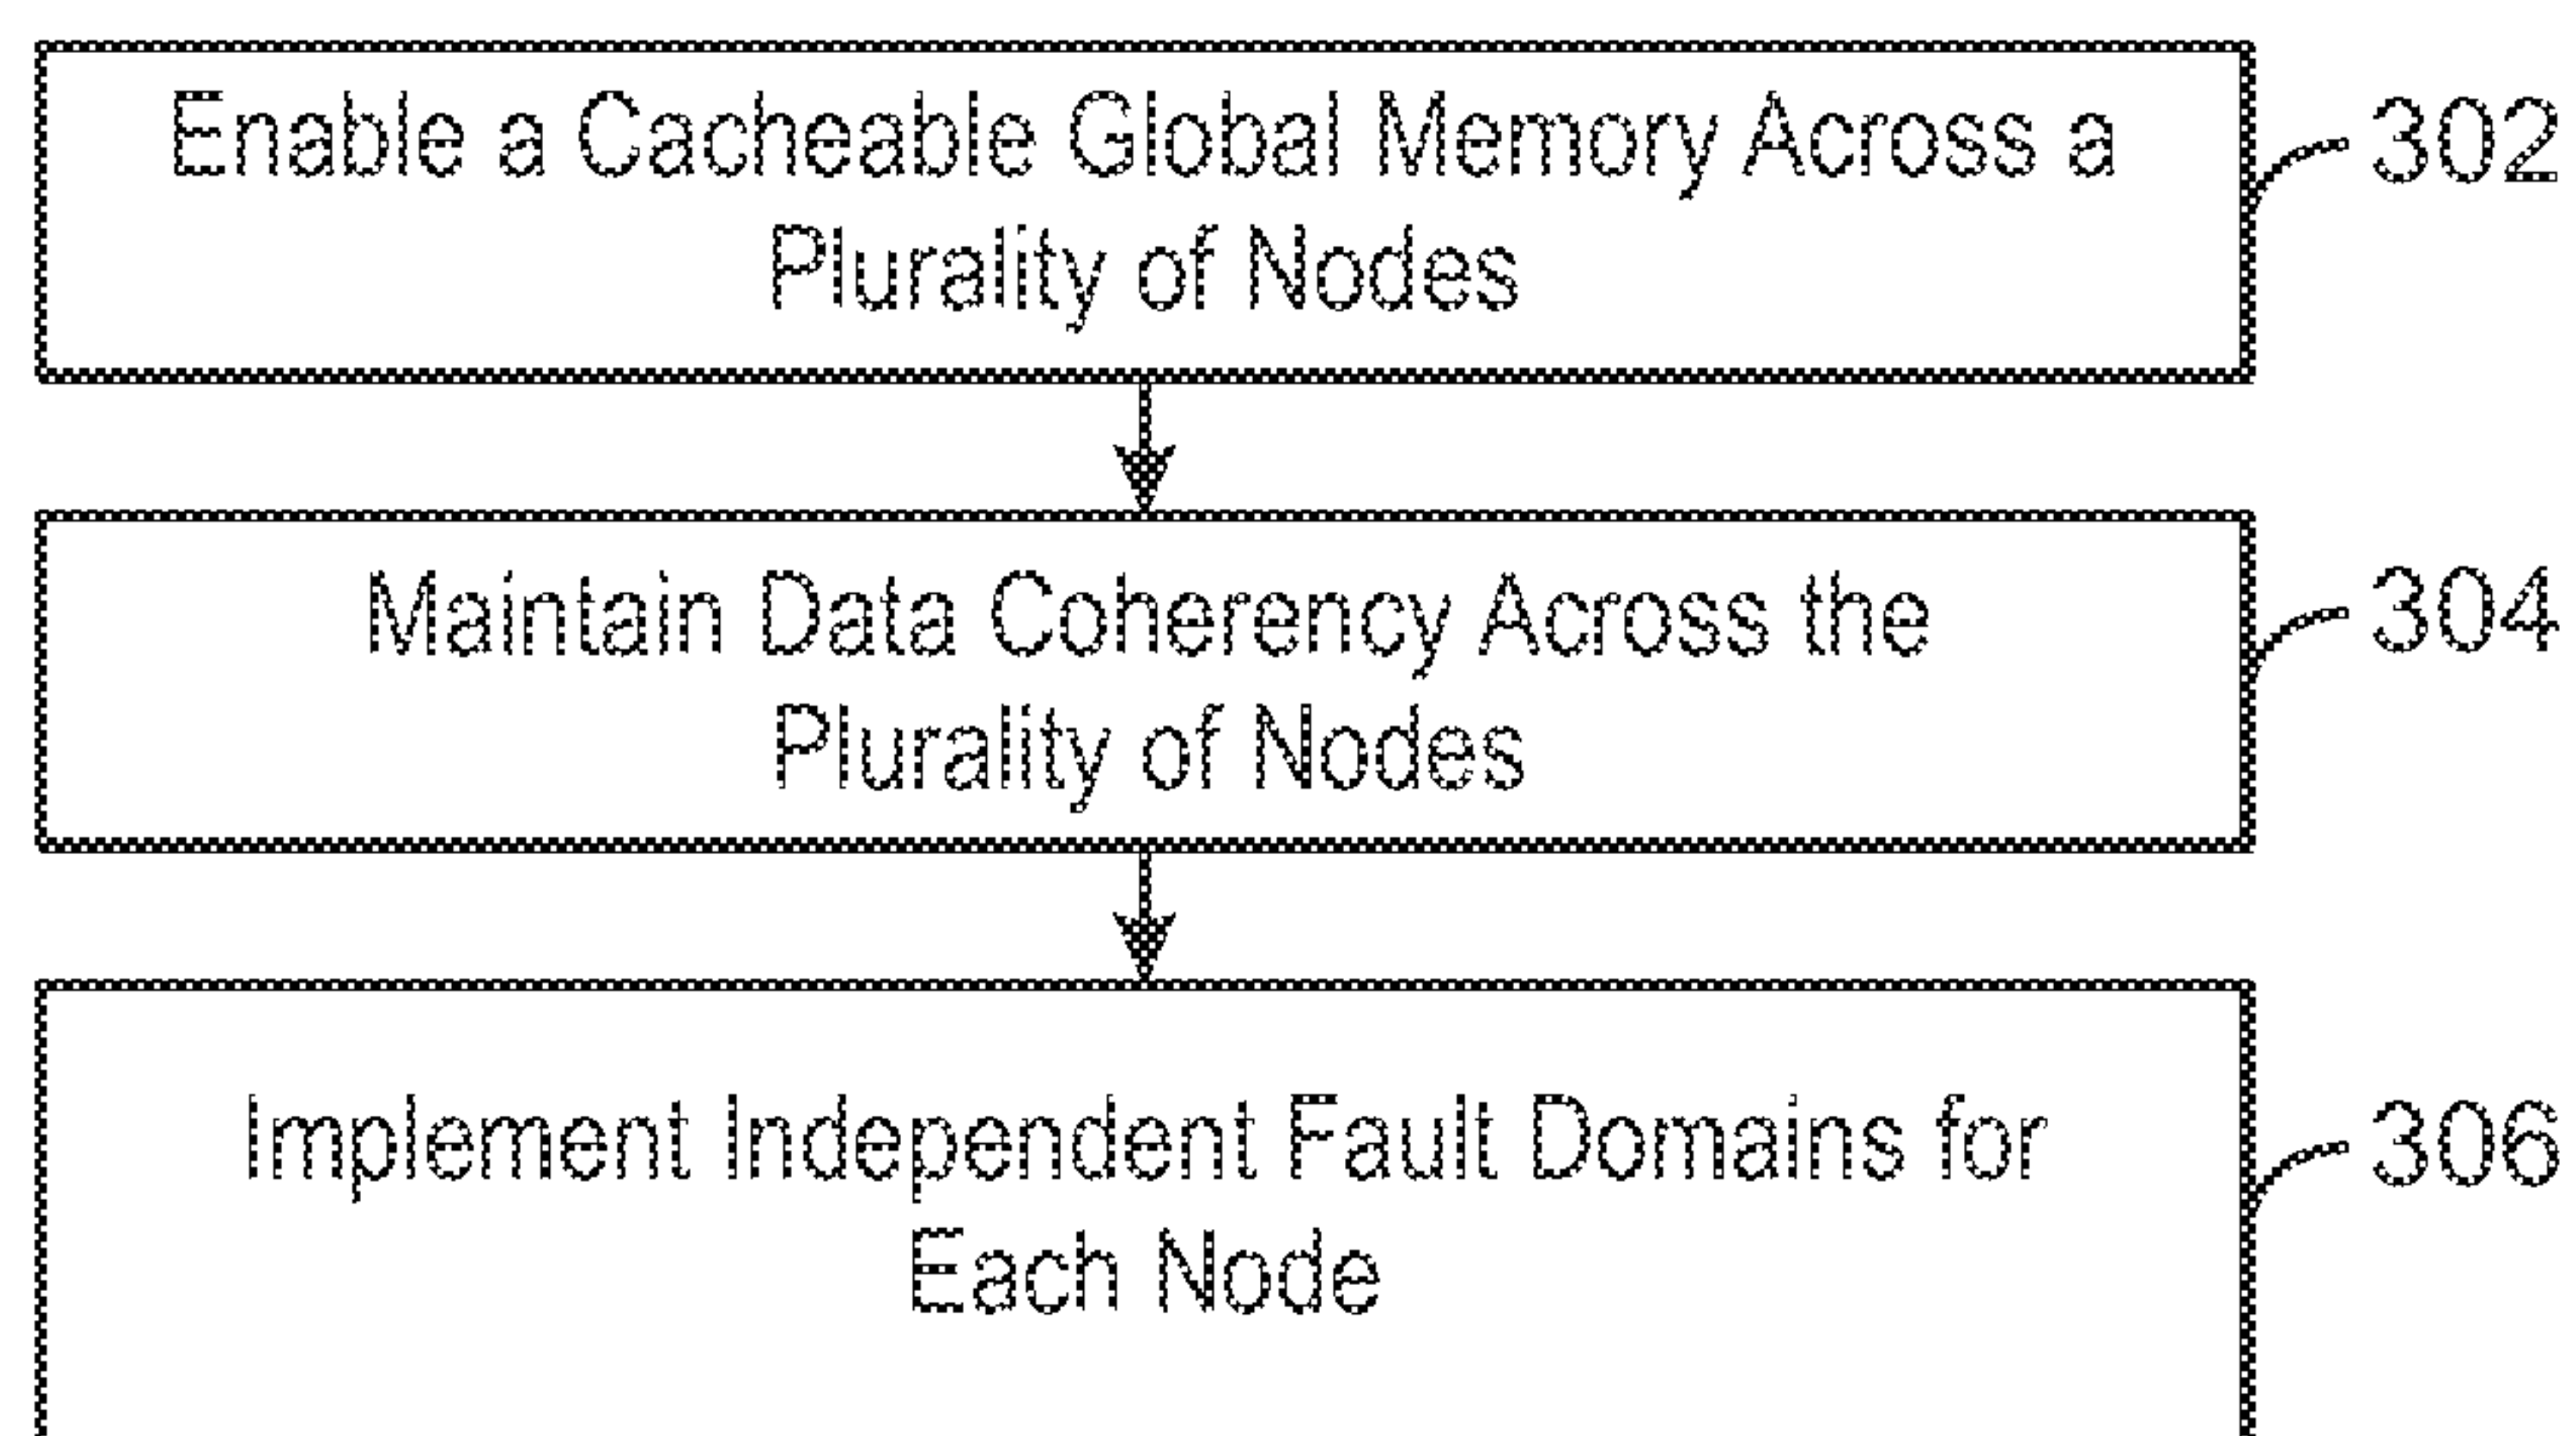 Enable a Cacheable Global Memory Across a
Plurality of Nodes
302
Maintain Data Coherency Across the
Plurality of Nodes
304
Implement Independent Fault Domains for
Each Node
306